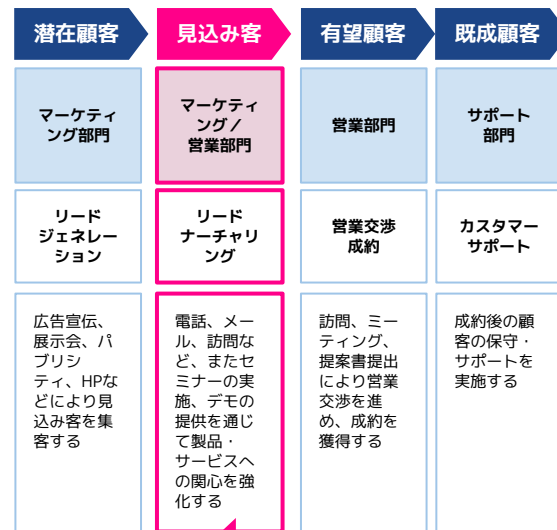 潜在顧客
見込み客
有望顧客
既成顧客
マーケティ
ング部門
マーケティ
ング／
営業部門
営業部門
サポート
部門
リード
ジェネレー
ション
リード
ナーチャリ
ング
営業交渉
成約
カスタマー
サポート
広告宣伝、
展示会、パ
ブリシ
ティ、HPな
どにより見
込み客を集
客する
電話、メー
ル、訪問な
ど、またセ
ミナーの実
施、デモの
提供を通じ
て製品・
サービスへ
の関心を強
化する
訪問、ミー
ティング、
提案書提出
により営業
交渉を進
め、成約を
獲得する
成約後の顧
客の保守・
サポートを
実施する